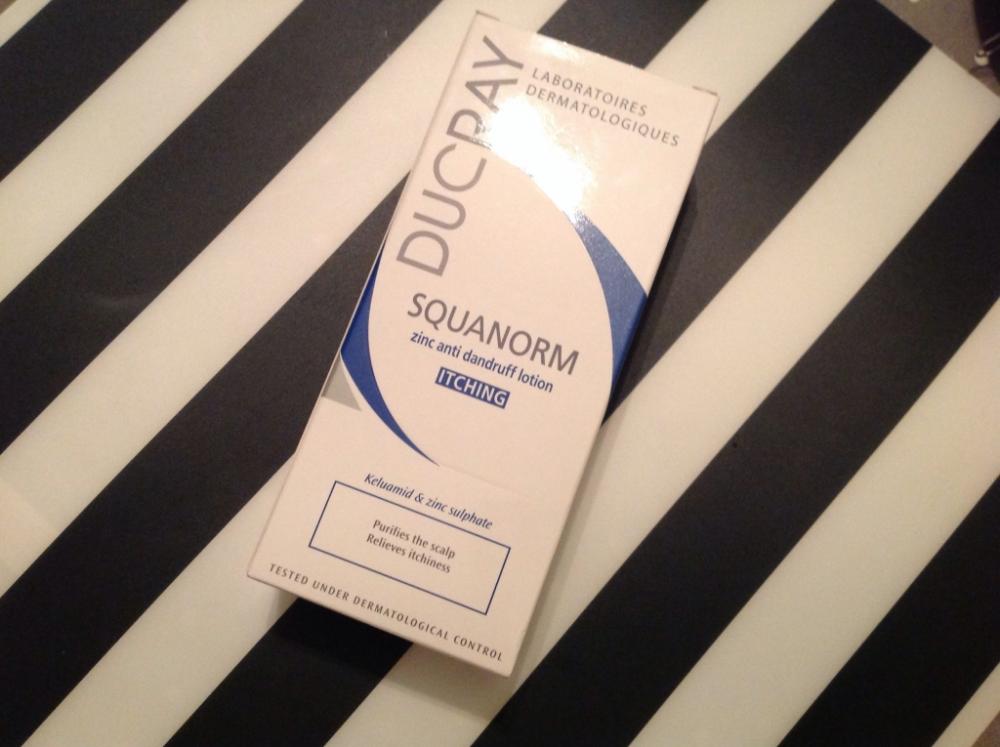 DUCRAY
LABORATOIRES
DERMATOLOGIQUES
SQUANORM
zinc anti dandruff lotion
ITCHING
Keluamid & zinc sulphate
Purifies the scalp
Relieves itchiness
TESTED UNDER DERMATOLOGICAL CONTROL